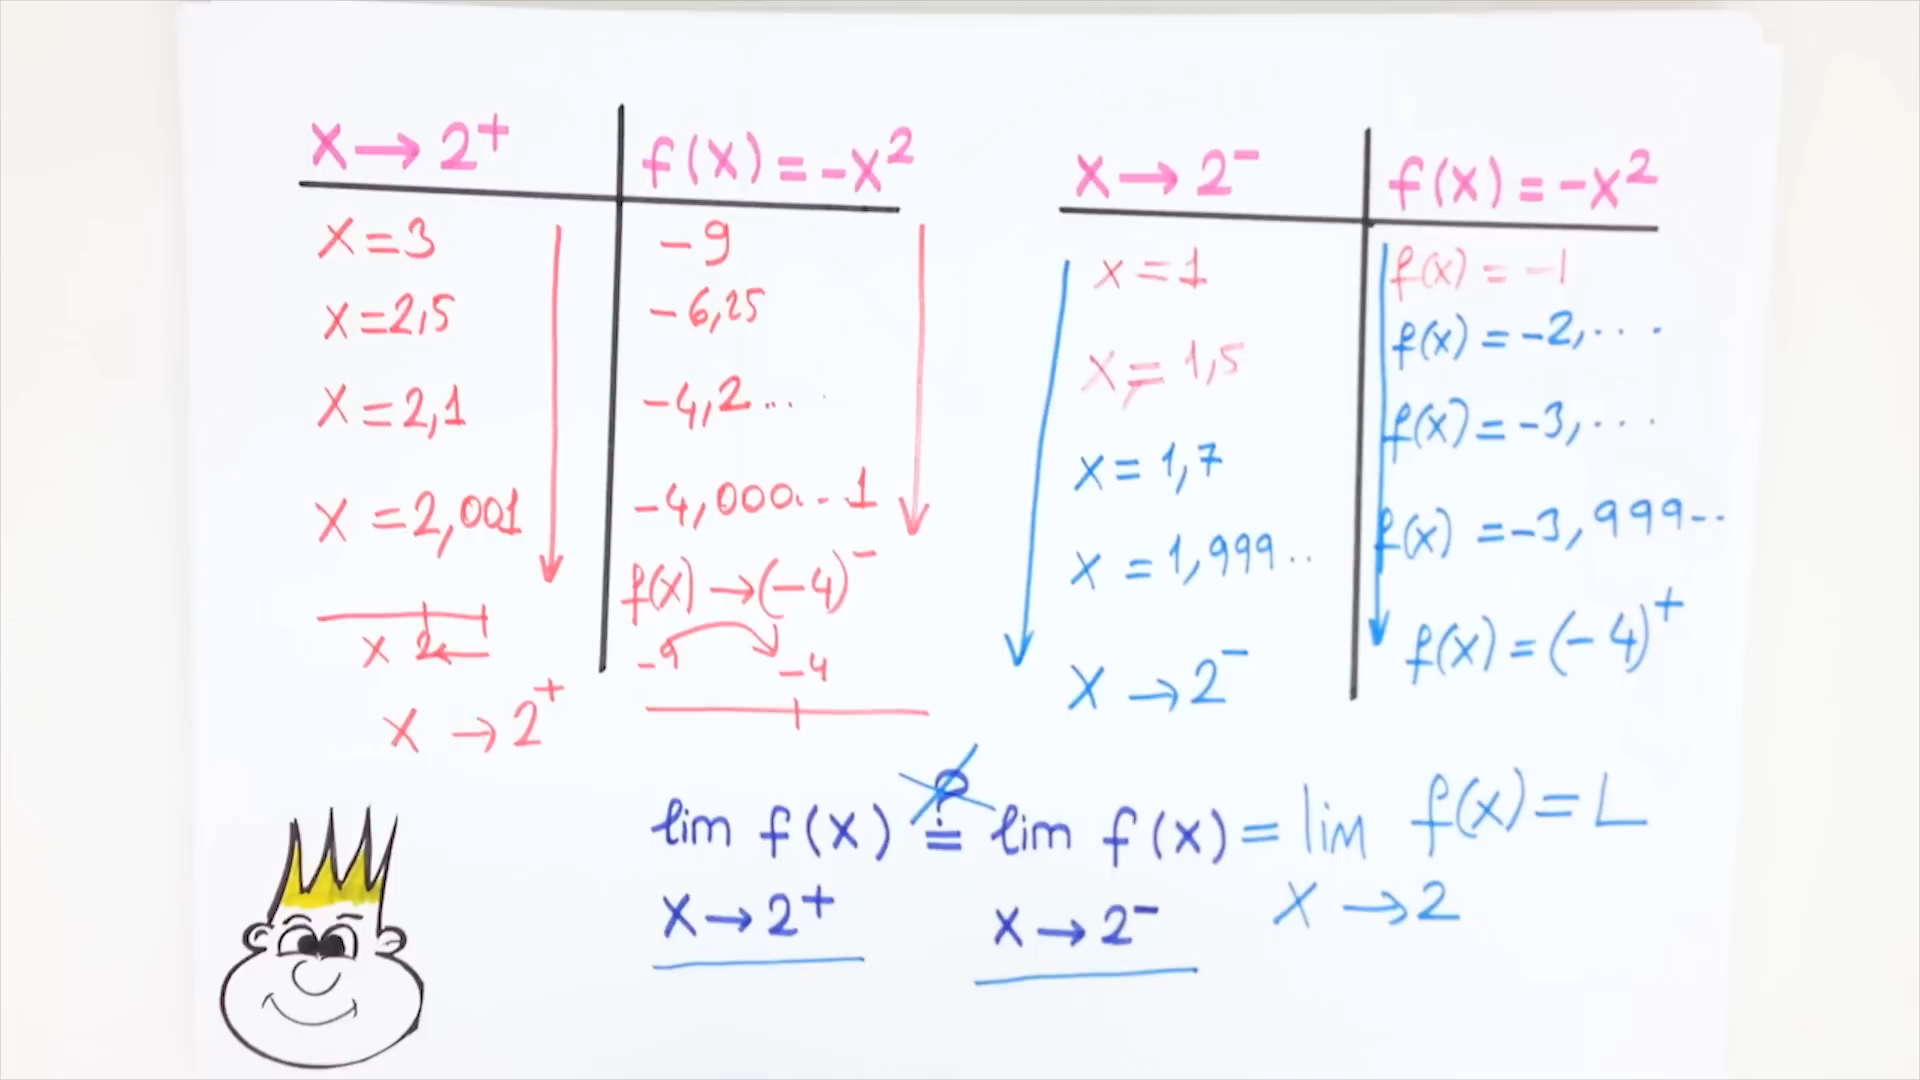 x → 2⁺ f(x) = -x²
x = 3 -9
x = 2,5 -6,25
x = 2,1 -4,2...
x = 2,001 -4,000..-1
f(x) → (-4)⁻
x 2 -9 -4
x → 2⁺
x → 2⁻ f(x) = -x²
x = 1 f(x) = -1
x = 1,5 f(x) = -2,....
x = 1,7 f(x) = -3,....
x = 1,999.. f(x) = -3,999..
x → 2⁻ f(x) = (-4)⁺
lim f(x) ≟ lim f(x) = lim f(x) = L
x → 2⁺ x → 2⁻ x → 2